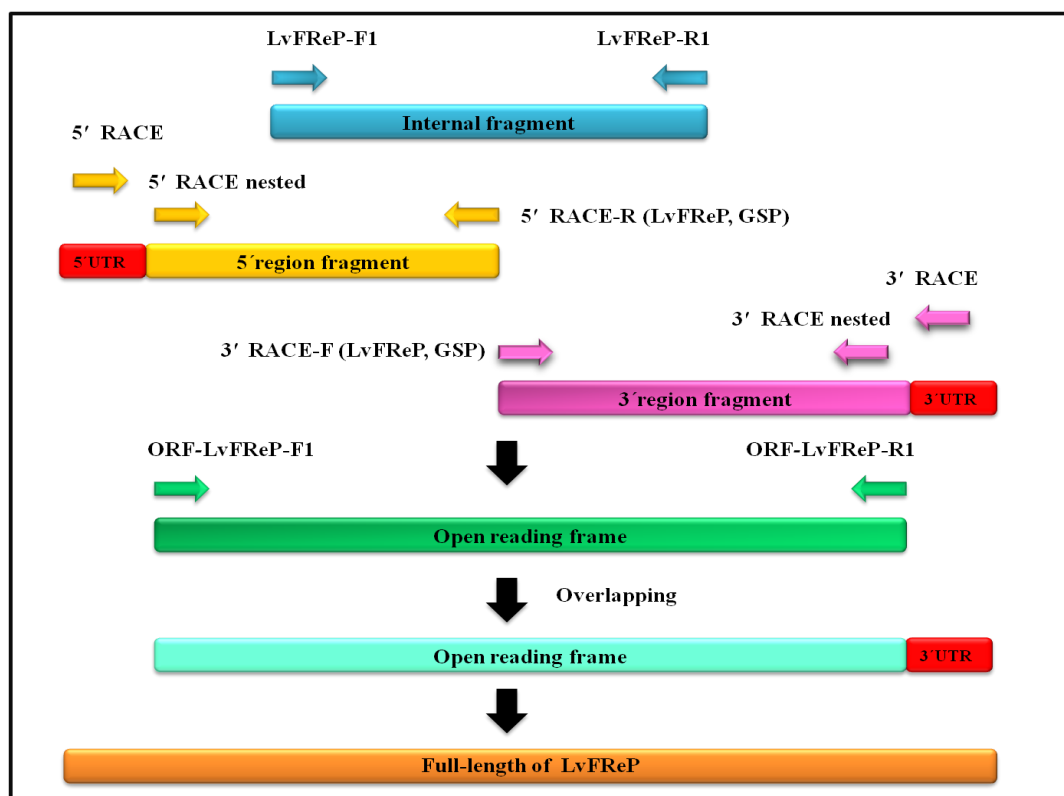 LvFReP-F1
LvFReP-R1
Internal fragment
5′ RACE
5′ RACE nested
5′ RACE-R (LvFReP, GSP)
5´UTR
5´region fragment
3′ RACE
3′ RACE nested
3′ RACE-F (LvFReP, GSP)
3´region fragment
3´UTR
ORF-LvFReP-F1
ORF-LvFReP-R1
Open reading frame
Overlapping
Open reading frame
3´UTR
Full-length of LvFReP